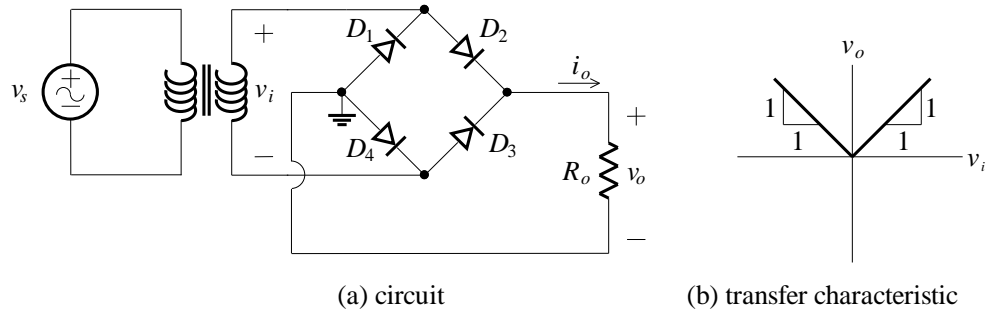 v_s
+
−
+
v_i
−
D_1
D_2
D_4
D_3
i_o
+
R_o
v_o
−
(a) circuit
v_o
1
1
1
1
v_i
(b) transfer characteristic